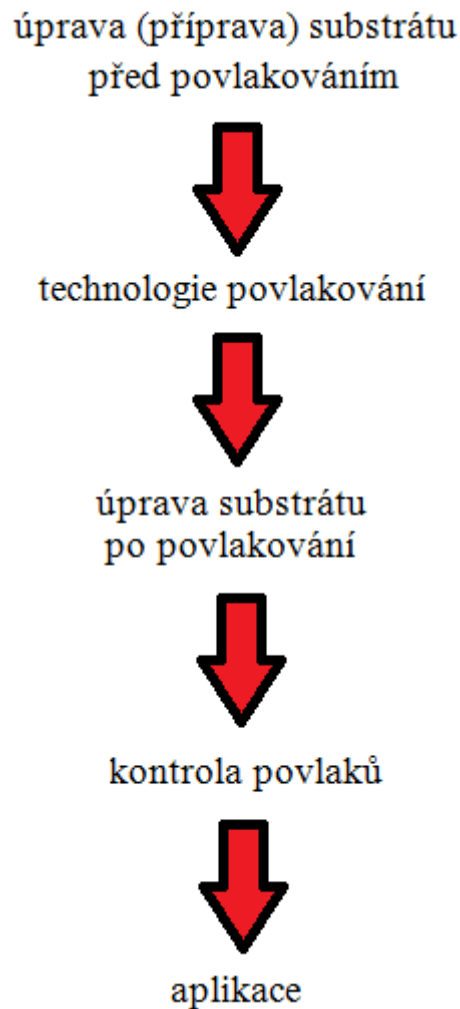 úprava (příprava) substrátu
před povlakováním
technologie povlakování
úprava substrátu
po povlakování
kontrola povlaků
aplikace